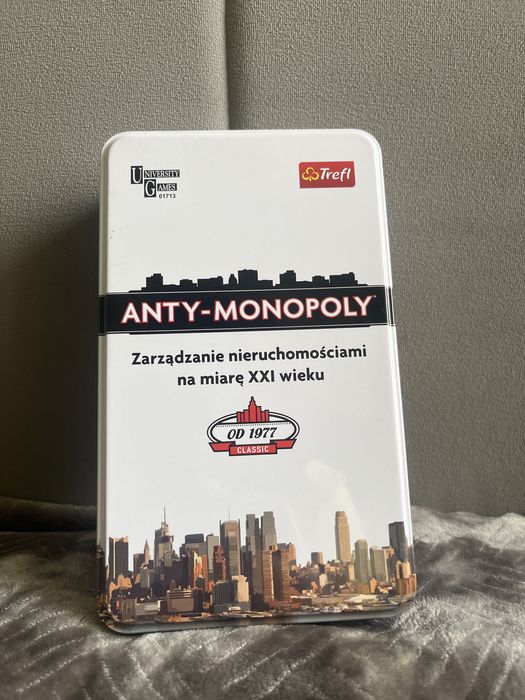 UNIVERSITY
GAMES
01713
Trefl
ANTY-MONOPOLY
Zarządzanie nieruchomościami
na miarę XXI wieku
OD 1977
CLASSIC